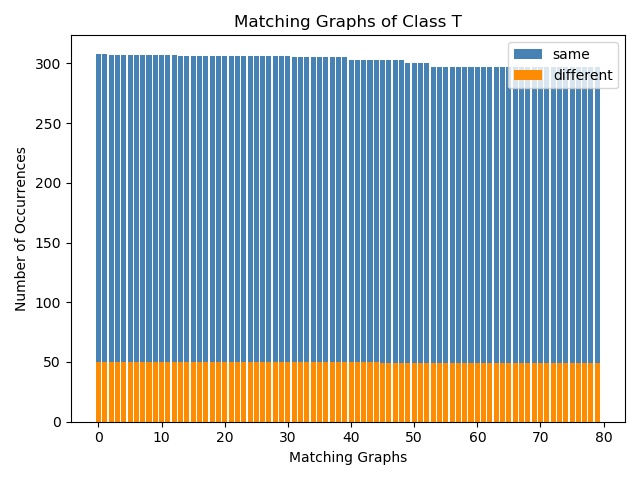 Matching Graphs of Class T
same
different
300
250
200
150
100
50
0
Number of Occurrences
0 10 20 30 40 50 60 70 80
Matching Graphs